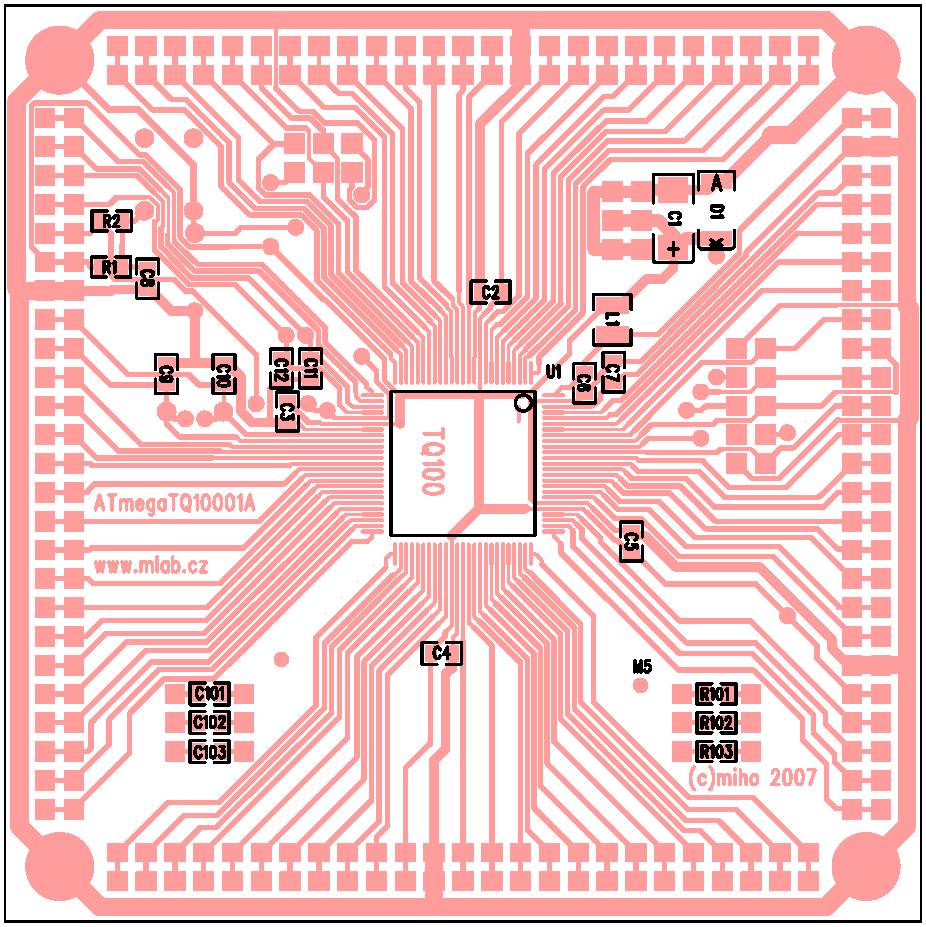 A
R2
C1
D1
+
R1
C8
K
C2
L1
U1
C9
C10
C12
C11
C6
C7
C3
TQ100
ATmegaTQ10001A
C5
www.mlab.cz
C4
M5
C101
R101
C102
R102
C103
R103
(c)miho 2007